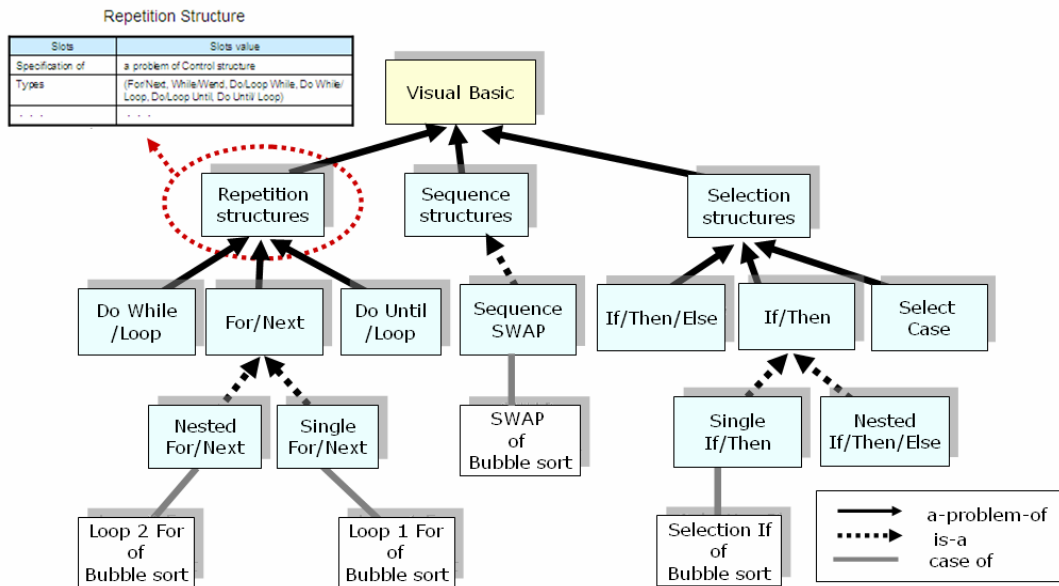 Repetition Structure
Slots Slots value
Specification of a problem of Control structure
Types (For/Next, While/Wend, Do/Loop While, Do While/
Loop, Do/Loop Until, Do Until/ Loop)
. . . . . .
Visual Basic
Repetition
structures
Sequence
structures
Selection
structures
Do While
/Loop
For/Next
Do Until
/Loop
Sequence
SWAP
If/Then/Else
If/Then
Select
Case
Nested
For/Next
Single
For/Next
SWAP
of
Bubble sort
Single
If/Then
Nested
If/Then/Else
Loop 2 For
of
Bubble sort
Loop 1 For
of
Bubble sort
Selection If
of
Bubble sort
a-problem-of
is-a
case of